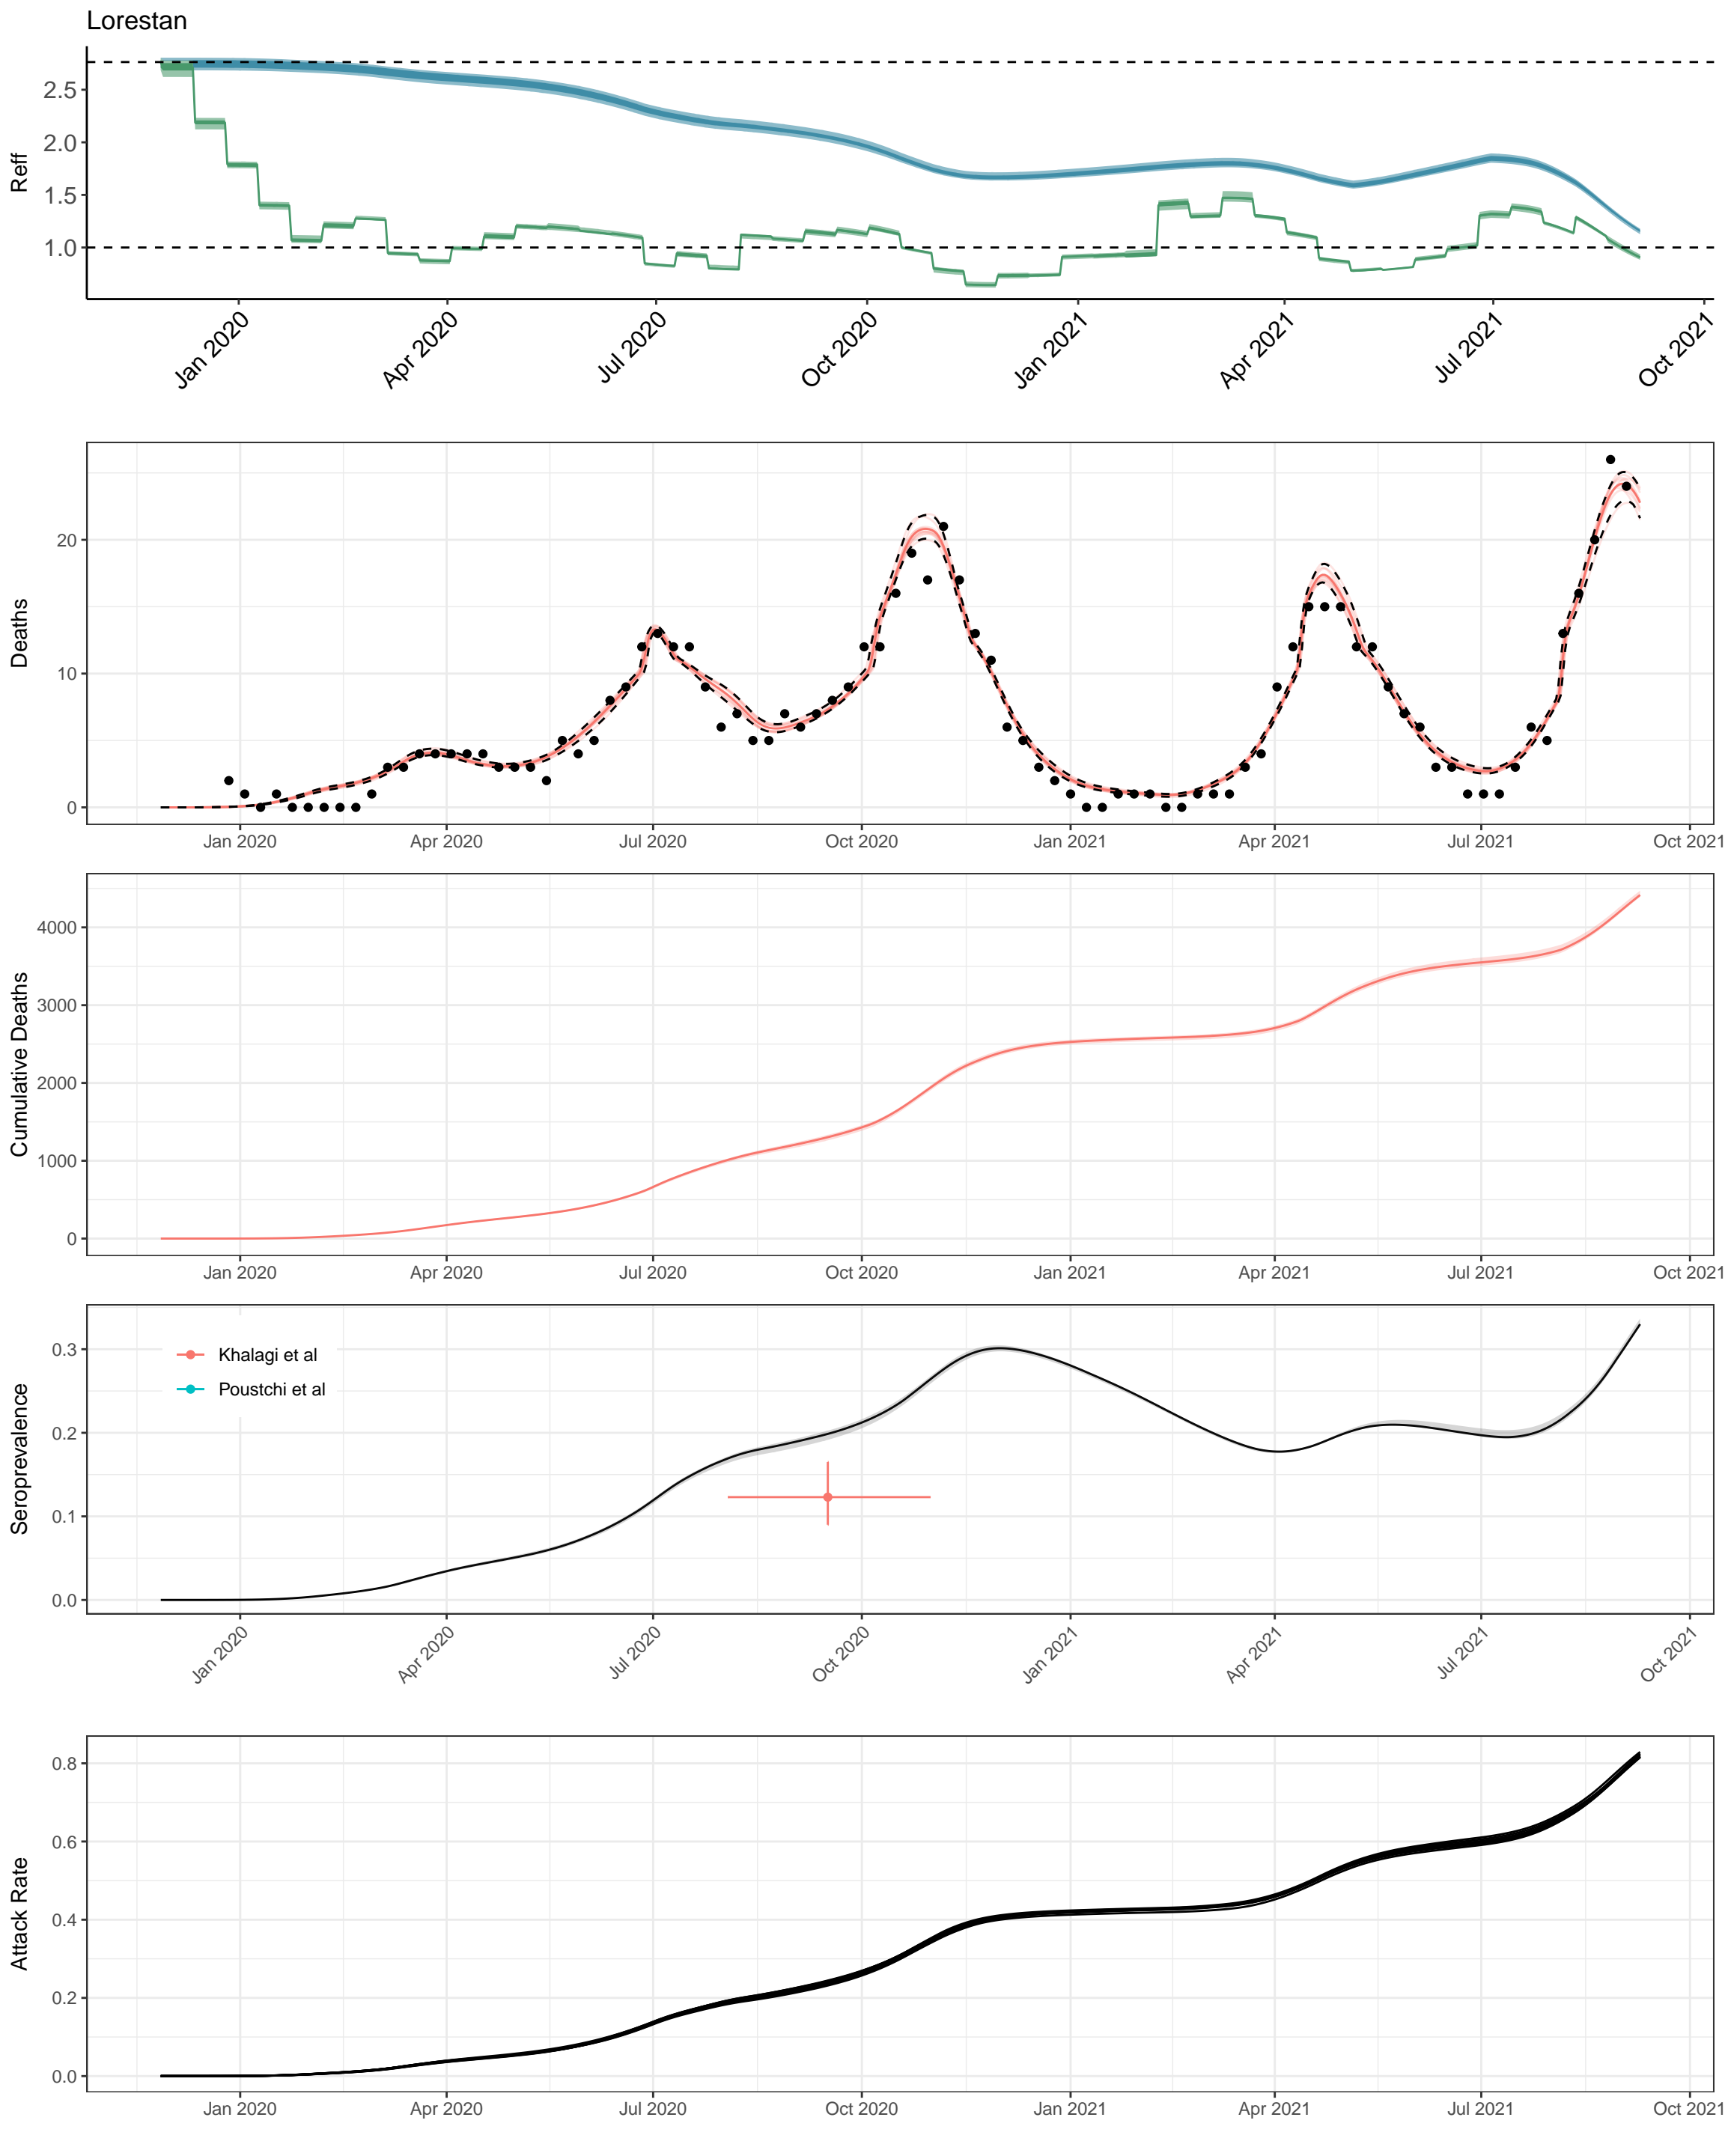 Lorestan
Reff
2.5
2.0
1.5
1.0
Jan 2020
Apr 2020
Jul 2020
Oct 2020
Jan 2021
Apr 2021
Jul 2021
Oct 2021
Deaths
20
10
0
Jan 2020
Apr 2020
Jul 2020
Oct 2020
Jan 2021
Apr 2021
Jul 2021
Oct 2021
Cumulative Deaths
4000
3000
2000
1000
0
Jan 2020
Apr 2020
Jul 2020
Oct 2020
Jan 2021
Apr 2021
Jul 2021
Oct 2021
Seroprevalence
0.3
0.2
0.1
0.0
Khalagi et al
Poustchi et al
Jan 2020
Apr 2020
Jul 2020
Oct 2020
Jan 2021
Apr 2021
Jul 2021
Oct 2021
Attack Rate
0.8
0.6
0.4
0.2
0.0
Jan 2020
Apr 2020
Jul 2020
Oct 2020
Jan 2021
Apr 2021
Jul 2021
Oct 2021